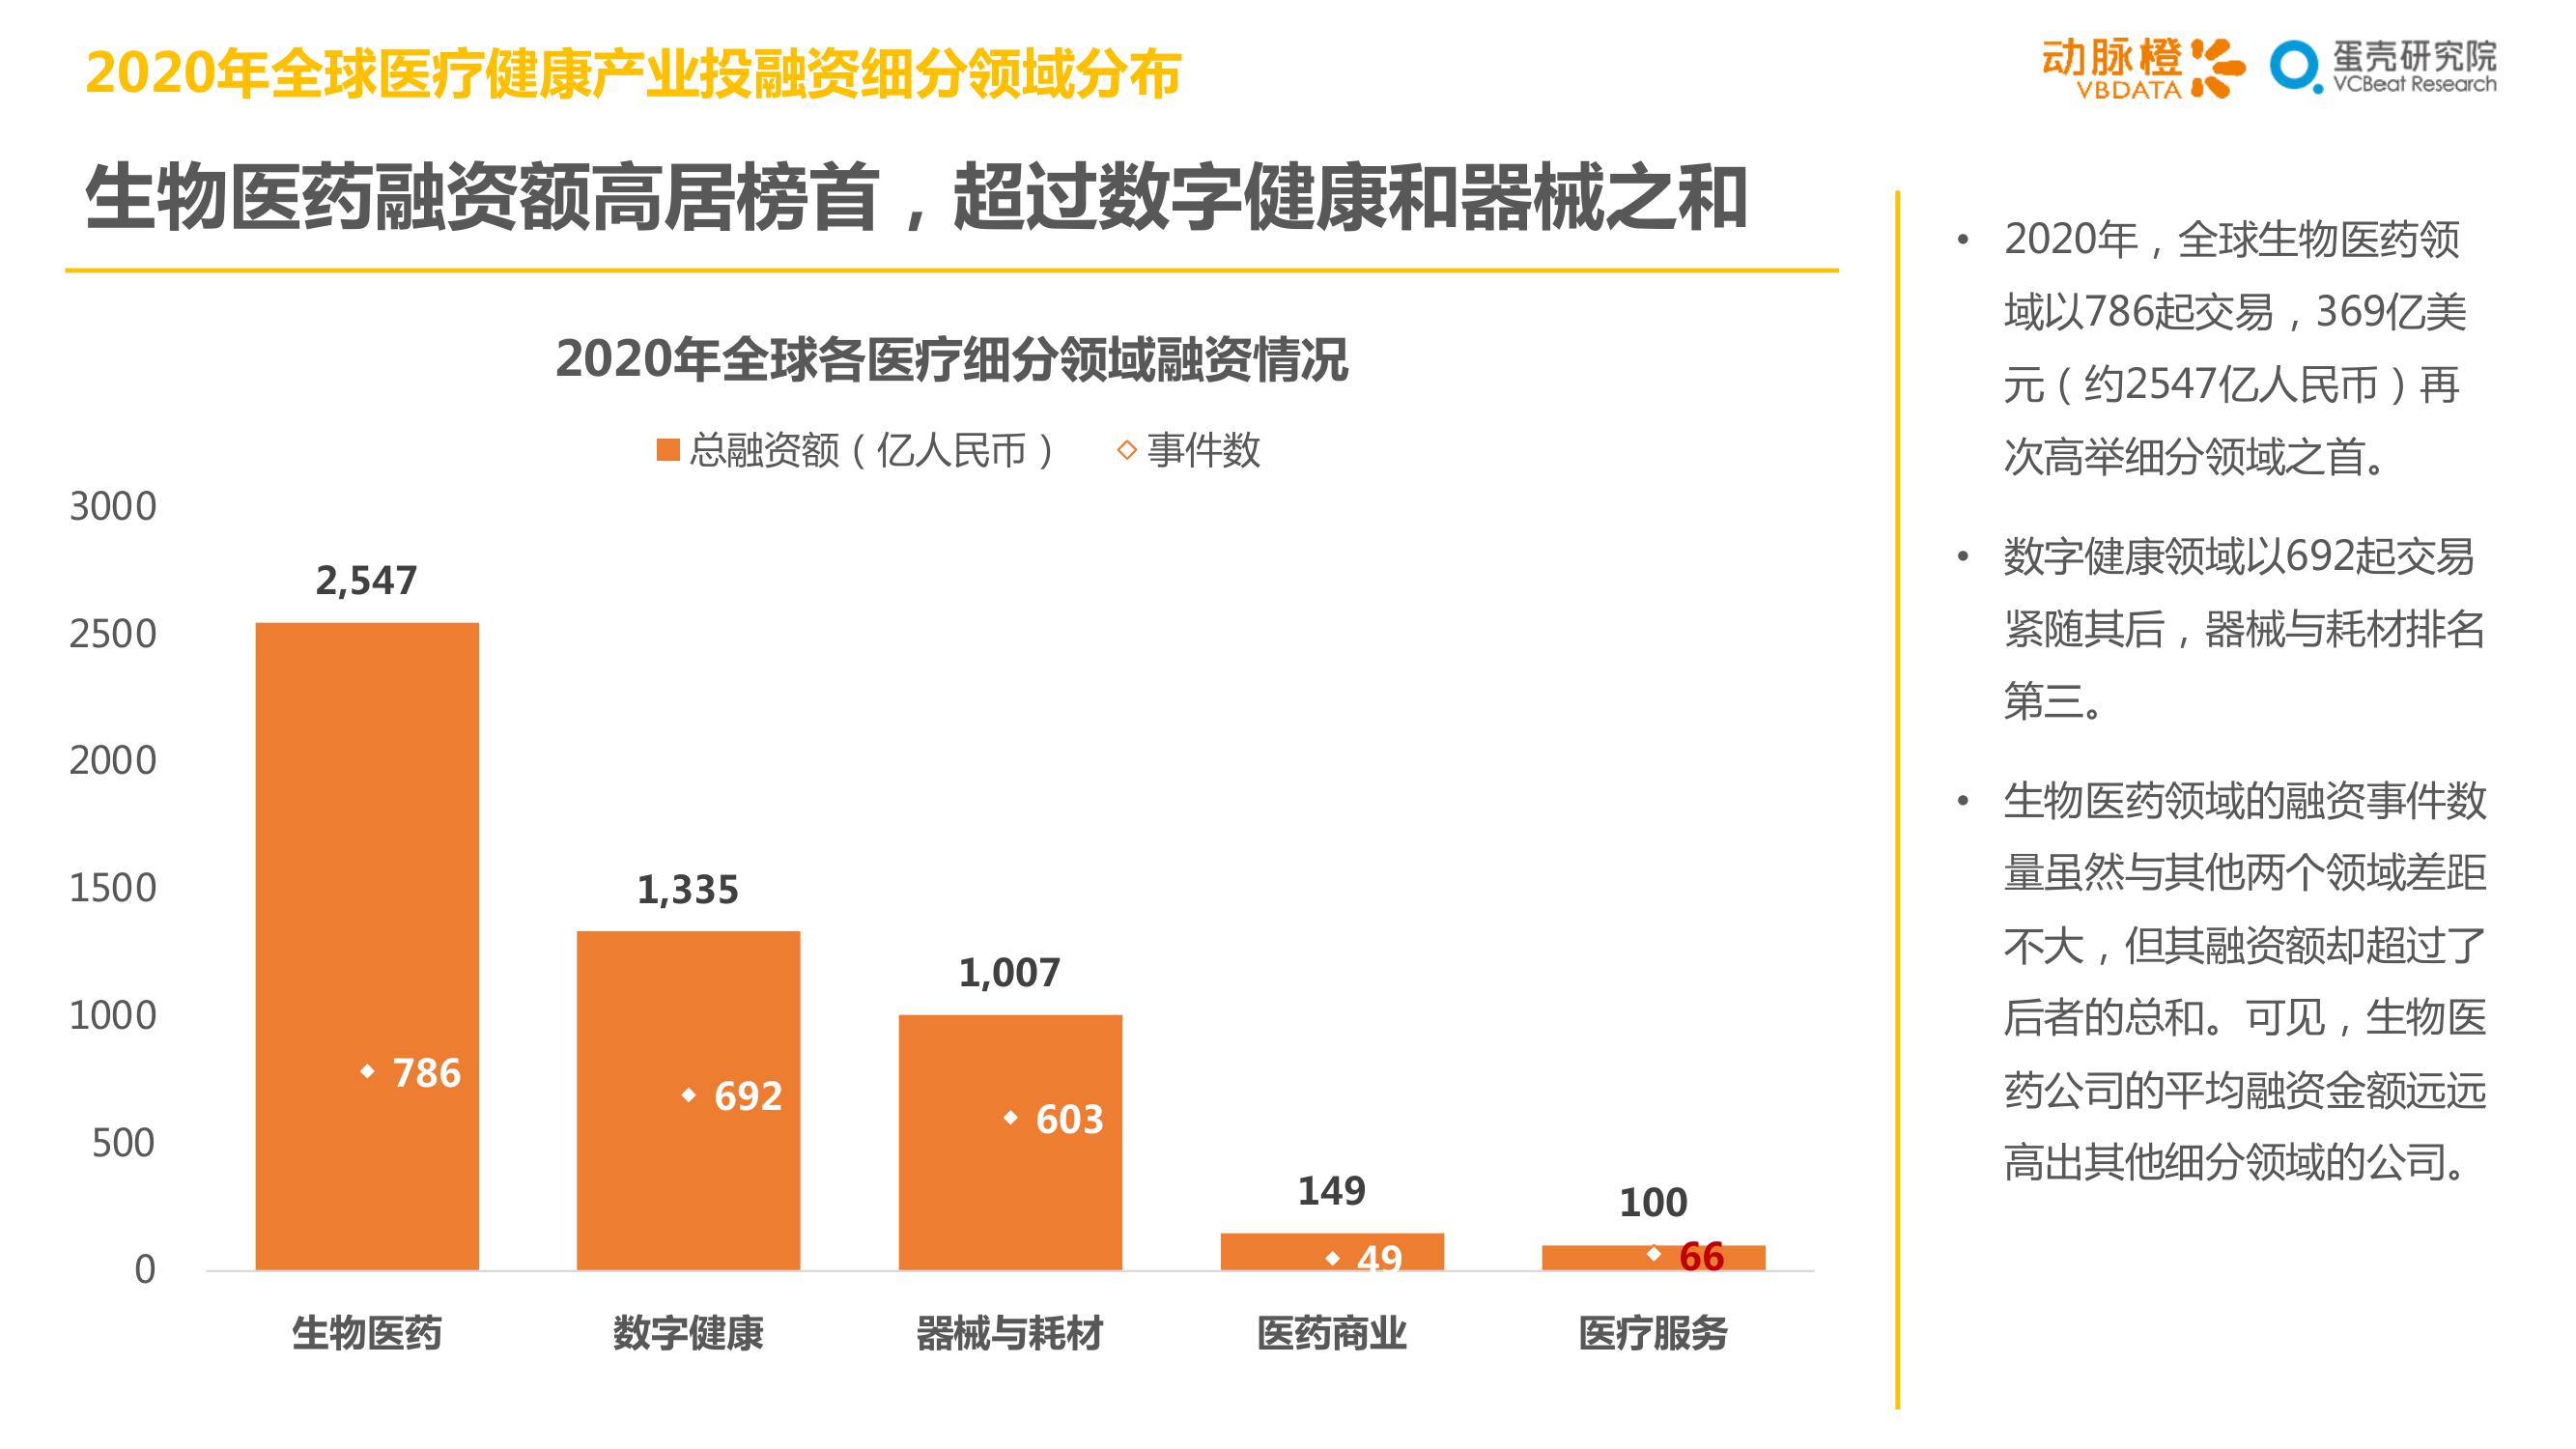 2020年全球医疗健康产业投融资细分领域分布
动脉橙
VBDATA
蛋壳研究院
VCBeat Research
生物医药融资额高居榜首，超过数字健康和器械之和
2020年全球各医疗细分领域融资情况
总融资额（亿人民币） 事件数
3000
2500
2000
1500
1000
500
0
2,547
1,335
1,007
149
100
786
692
603
49
66
生物医药 数字健康 器械与耗材 医药商业 医疗服务
• 2020年，全球生物医药领
域以786起交易，369亿美
元（约2547亿人民币）再
次高举细分领域之首。
• 数字健康领域以692起交易
紧随其后，器械与耗材排名
第三。
• 生物医药领域的融资事件数
量虽然与其他两个领域差距
不大，但其融资额却超过了
后者的总和。可见，生物医
药公司的平均融资金额远远
高出其他细分领域的公司。